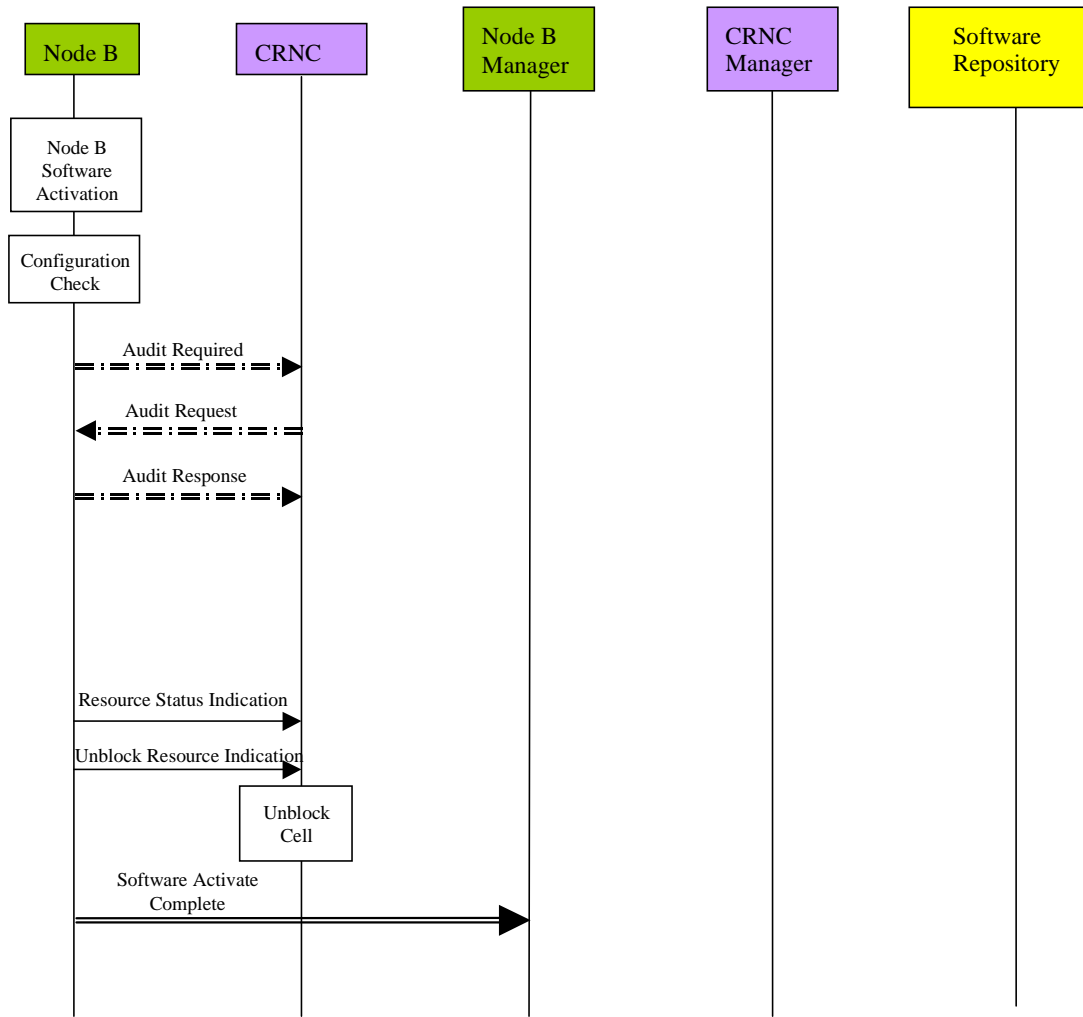 Node B
CRNC
Node B
Manager
CRNC
Manager
Software
Repository
Node B
Software
Activation
Configuration
Check
Audit Required
Audit Request
Audit Response
Resource Status Indication
Unblock Resource Indication
Unblock
Cell
Software Activate
Complete